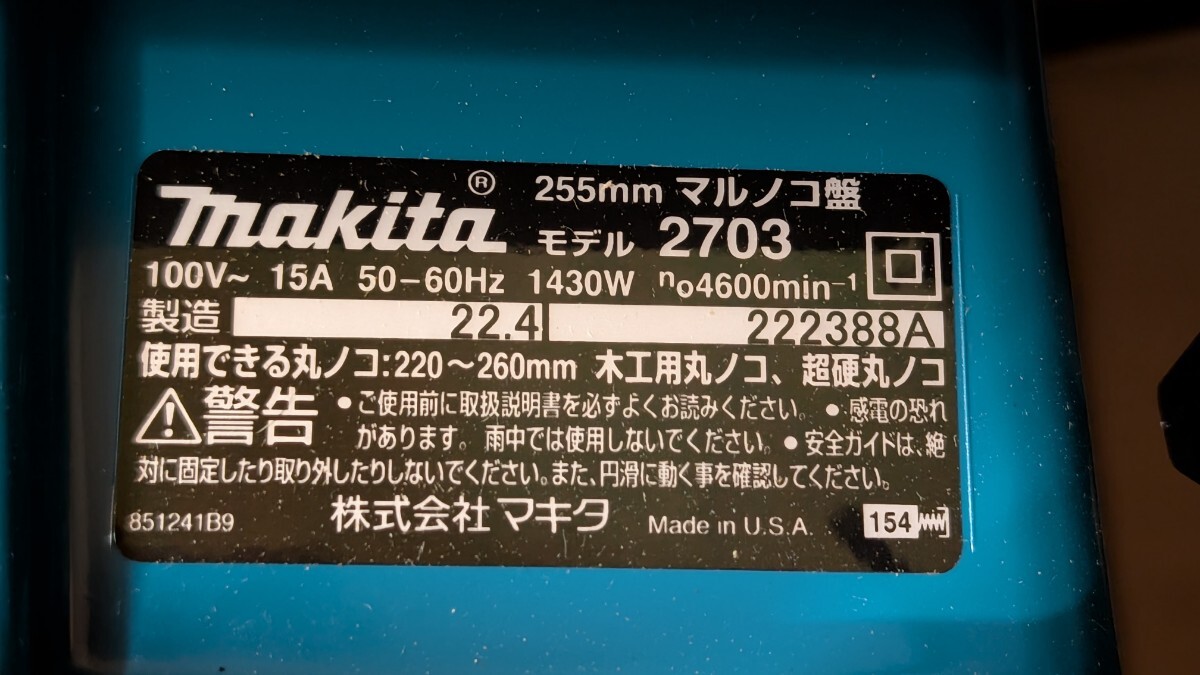 makita® 255mm マルノコ盤
モデル 2703
100V~ 15A 50-60Hz 1430W no4600min-1
製造 22.4 222388A
使用できる丸ノコ:220~260mm 木工用丸ノコ、超硬丸ノコ
警告 ●ご使用前に取扱説明書を必ずよくお読みください。 ●感電の恐れ
があります。雨中では使用しないでください。 ●安全ガイドは、絶
対に固定したり取り外したりしないでください。また、円滑に動く事を確認してください。
851241B9 株式会社 マキタ Made in U.S.A. 154